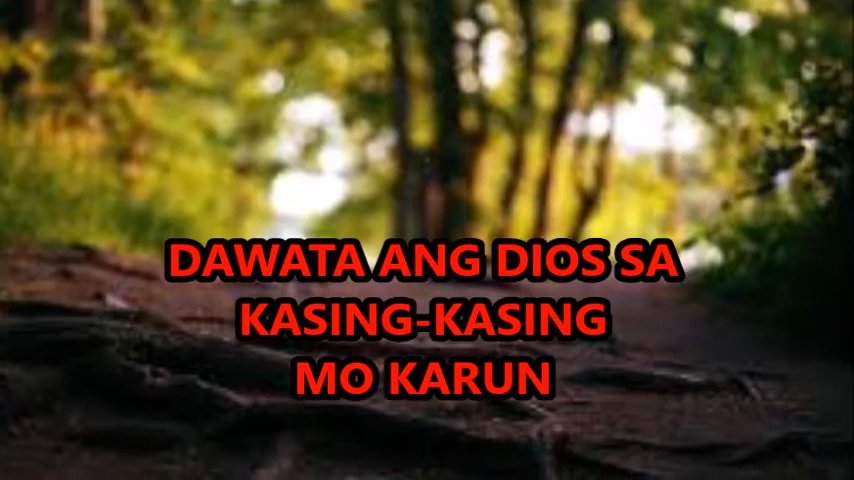 DAWATA ANG DIOS SA
KASING-KASING
MO KARUN